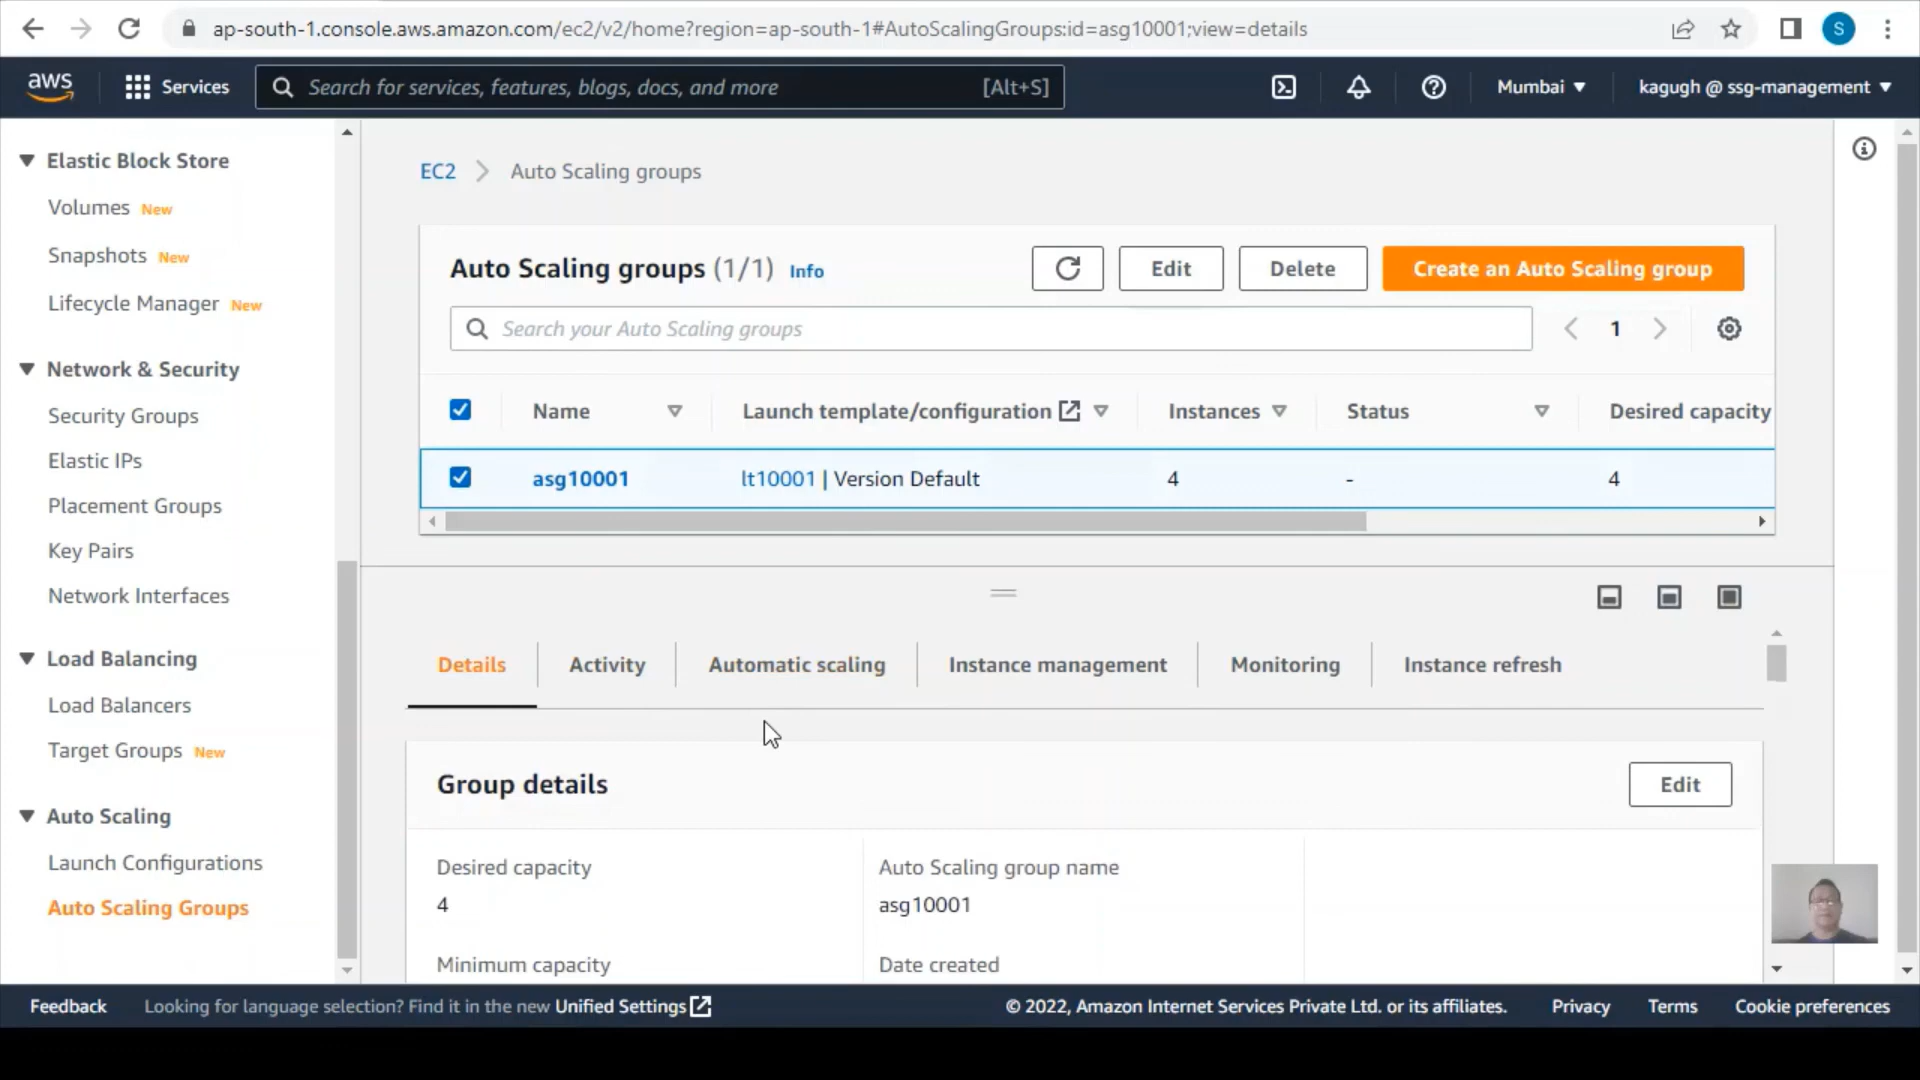 ap-south-1.console.aws.amazon.com/ec2/v2/home?region=ap-south-1#AutoScalingGroups:id=asg10001;view=details
S
aws
Services
Search for services, features, blogs, docs, and more
[Alt+S]
Mumbai
kagugh @ ssg-management
Elastic Block Store
Volumes New
Snapshots New
Lifecycle Manager New
Network & Security
Security Groups
Elastic IPs
Placement Groups
Key Pairs
Network Interfaces
Load Balancing
Load Balancers
Target Groups New
Auto Scaling
Launch Configurations
Auto Scaling Groups
EC2 > Auto Scaling groups
Auto Scaling groups (1/1) Info
Edit
Delete
Create an Auto Scaling group
Search your Auto Scaling groups
1
Name Launch template/configuration Instances Status Desired capacity
asg10001 lt10001 | Version Default 4 - 4
Details Activity Automatic scaling Instance management Monitoring Instance refresh
Group details
Edit
Desired capacity
4
Auto Scaling group name
asg10001
Minimum capacity
Date created
Feedback Looking for language selection? Find it in the new Unified Settings © 2022, Amazon Internet Services Private Ltd. or its affiliates. Privacy Terms Cookie preferences